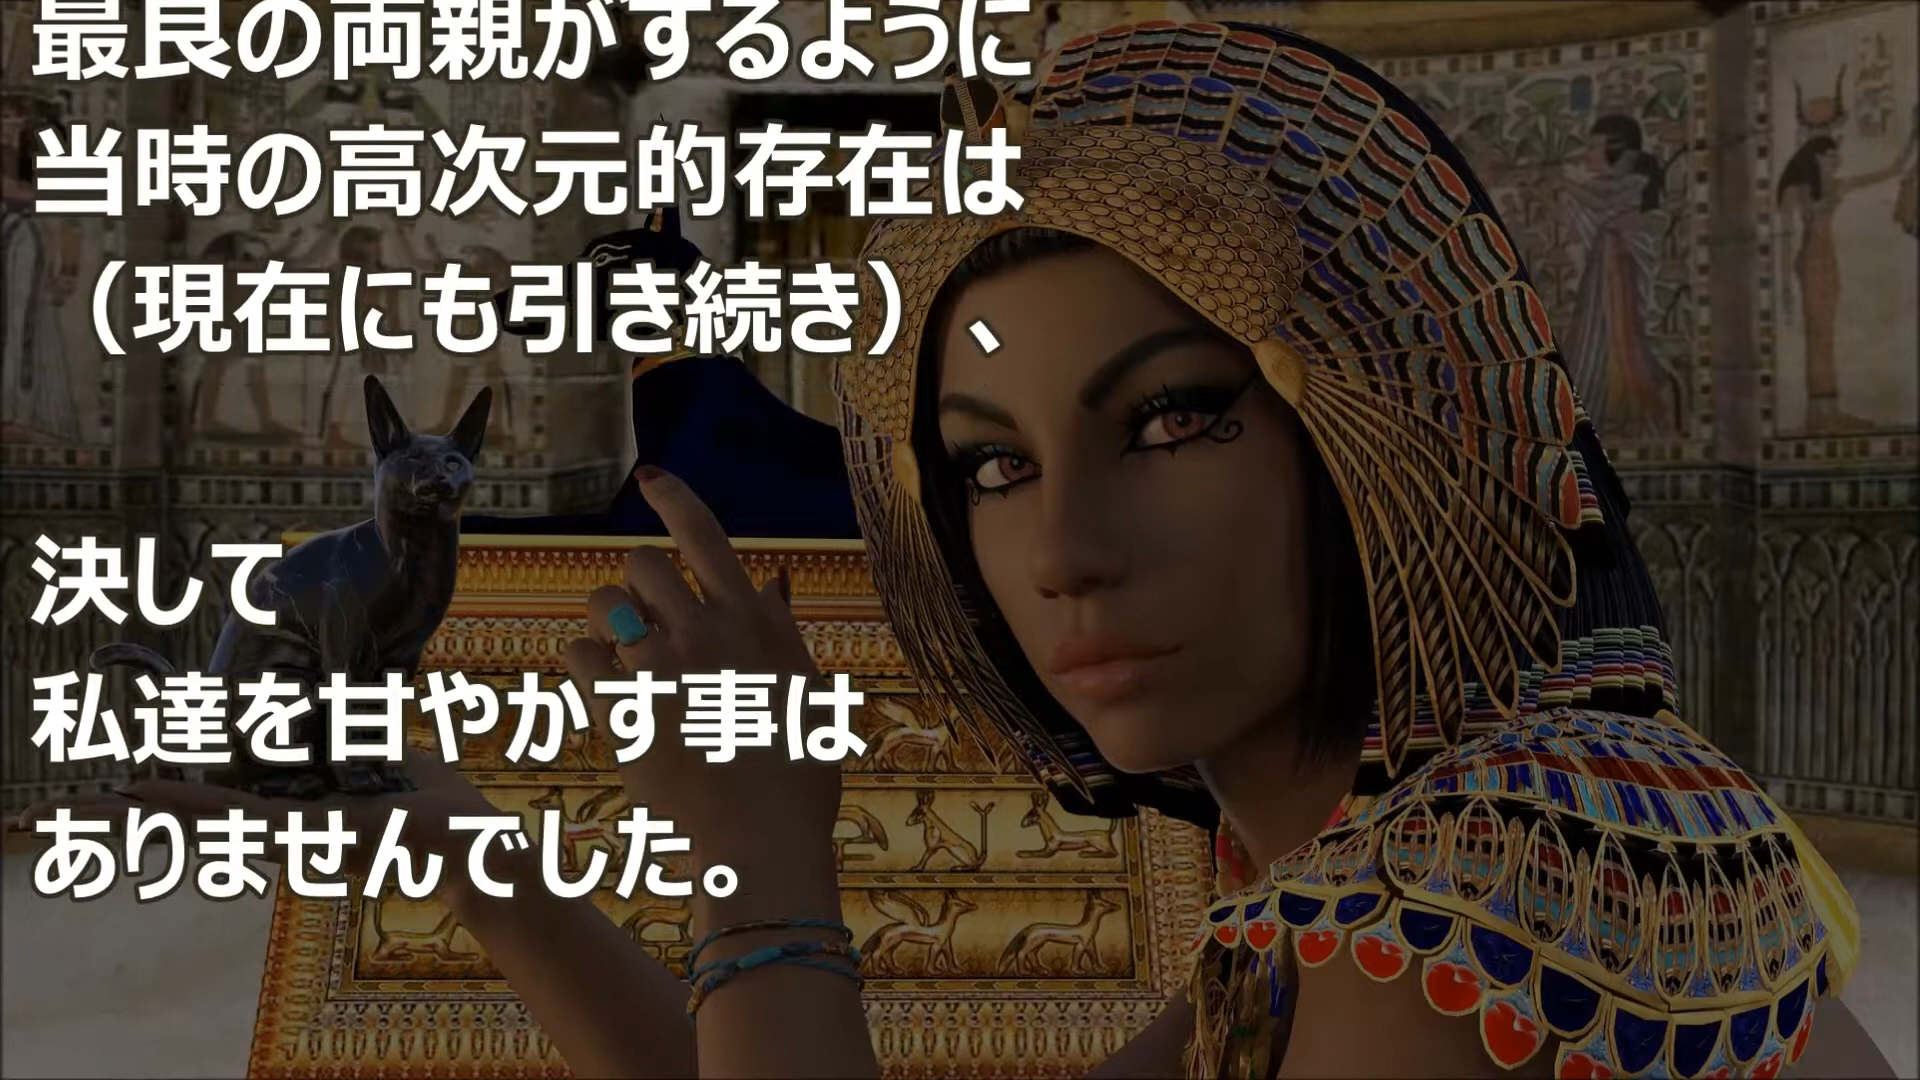 最良の両親がするように
当時の高次元的存在は
（現在にも引き続き）、
決して
私達を甘やかす事は
ありませんでした。